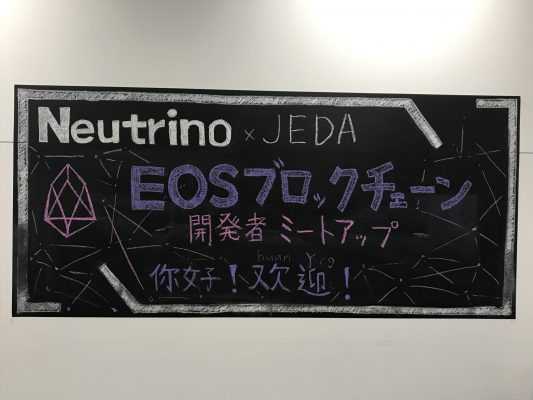 Neutrino × JEDA
EOSブロックチェーン
開発者 ミートアップ
huan Ying
你好！欢迎！